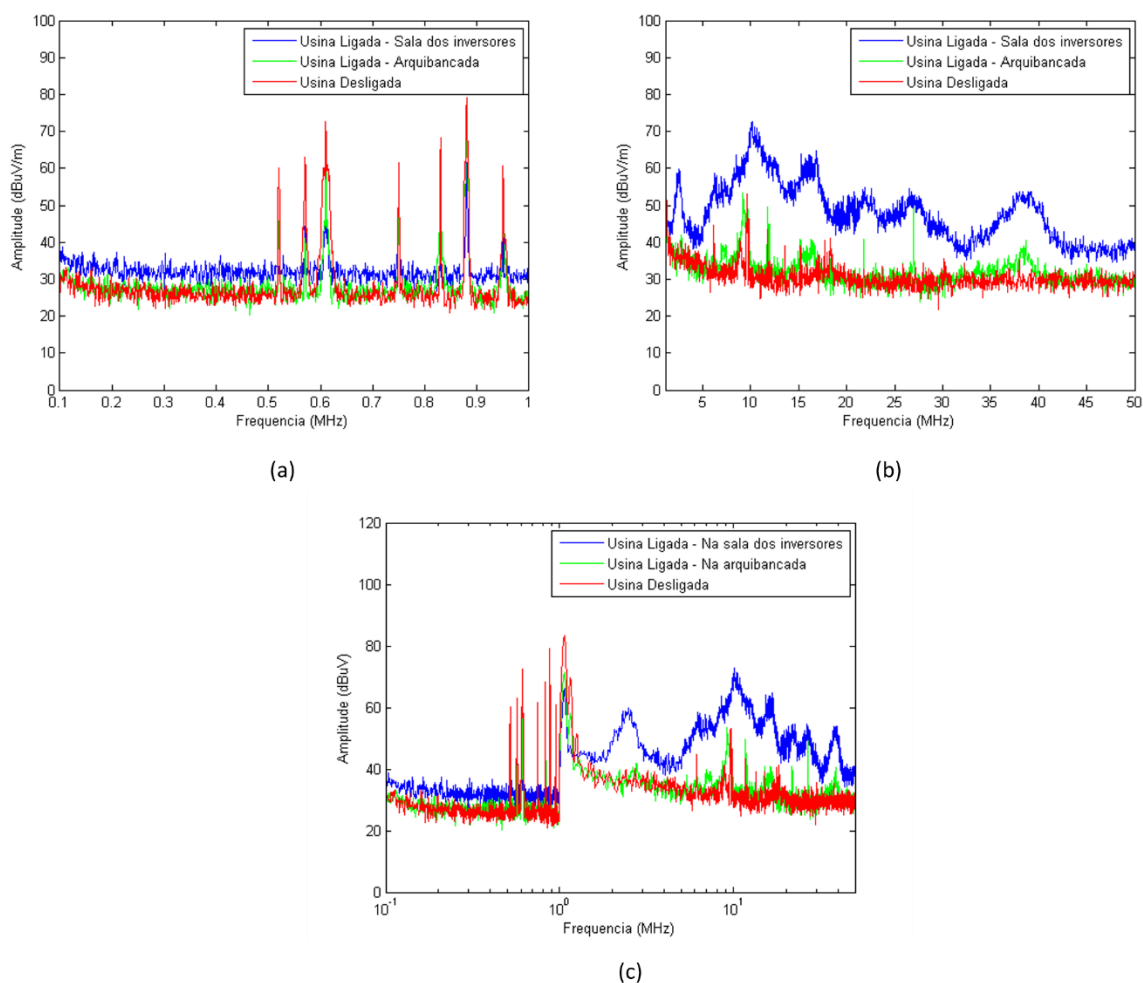 Usina Ligada - Sala dos inversores
Usina Ligada - Arquibancada
Usina Desligada
Amplitude (dBuV/m)
100
90
80
70
60
50
40
30
20
10
0
0.1 0.2 0.3 0.4 0.5 0.6 0.7 0.8 0.9 1
Frequencia (MHz)
(a)
Usina Ligada - Sala dos inversores
Usina Ligada - Arquibancada
Usina Desligada
Amplitude (dBuV/m)
100
90
80
70
60
50
40
30
20
10
0
5 10 15 20 25 30 35 40 45 50
Frequencia (MHz)
(b)
Usina Ligada - Na sala dos inversores
Usina Ligada - Na arquibancada
Usina Desligada
Amplitude (dBuV)
120
100
80
60
40
20
0
10⁻¹ 10⁰ 10¹
Frequencia (MHz)
(c)